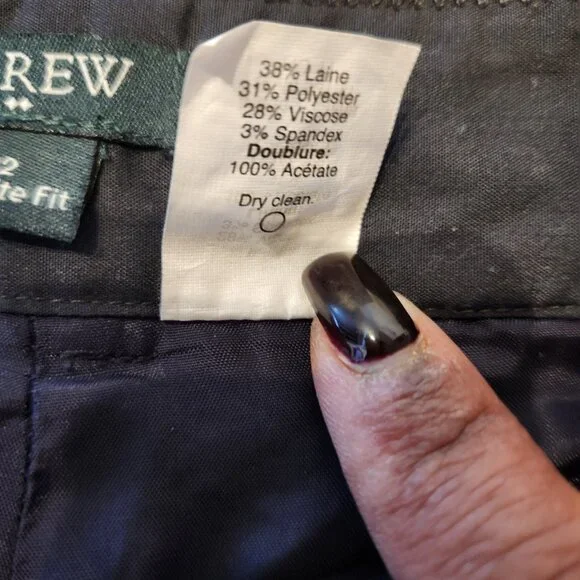 REW
2
te Fit
38% Laine
31% Polyester
28% Viscose
3% Spandex
Doublure:
100% Acétate
Dry clean.